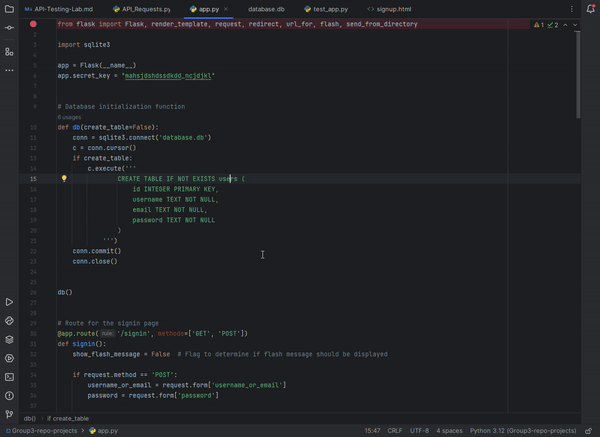 API-Testing-Lab.md API_Requests.py app.py database.db test_app.py signup.html
from flask import Flask, render_template, request, redirect, url_for, flash, send_from_directory
1 2
2
3 import sqlite3
4
5 app = Flask(__name__)
6 app.secret_key = "mahsjdshdssdkdd_ncjdjkl"
7
8
9 # Database initialization function
6 usages
10 def db(create_table=False):
11 conn = sqlite3.connect('database.db')
12 c = conn.cursor()
13 if create_table:
14 c.execute('''
15 CREATE TABLE IF NOT EXISTS users (
16 id INTEGER PRIMARY KEY,
17 username TEXT NOT NULL,
18 email TEXT NOT NULL,
19 password TEXT NOT NULL
20 )
21 ''')
22 conn.commit()
23 conn.close()
24
25
26 db()
27
28
29 # Route for the signin page
30 @app.route(rule: '/signin', methods=['GET', 'POST'])
31 def signin():
32 show_flash_message = False # Flag to determine if flash message should be displayed
33
34 if request.method == 'POST':
35 username_or_email = request.form['username_or_email']
36 password = request.form['password']
37
db() > if create_table
Group3-repo-projects > app.py 15:47 CRLF UTF-8 4 spaces Python 3.12 (Group3-repo-projects)